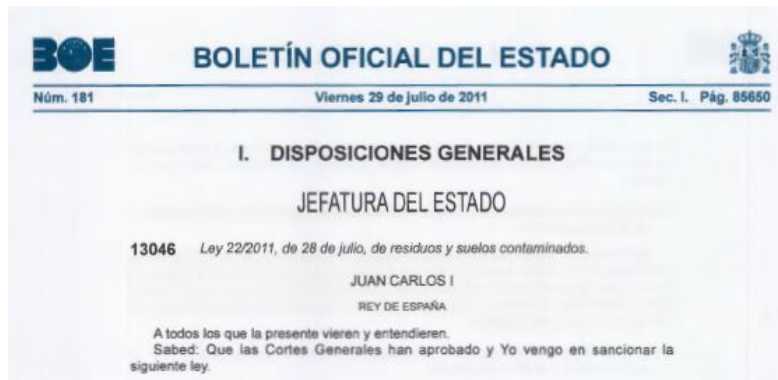 BOE
BOLETÍN OFICIAL DEL ESTADO
Núm. 181 Viernes 29 de julio de 2011 Sec. I. Pág. 85650
I. DISPOSICIONES GENERALES
JEFATURA DEL ESTADO
13046 Ley 22/2011, de 28 de julio, de residuos y suelos contaminados.
JUAN CARLOS I
REY DE ESPAÑA
A todos los que la presente vieren y entendieren.
Sabed: Que las Cortes Generales han aprobado y Yo vengo en sancionar la
siguiente ley.